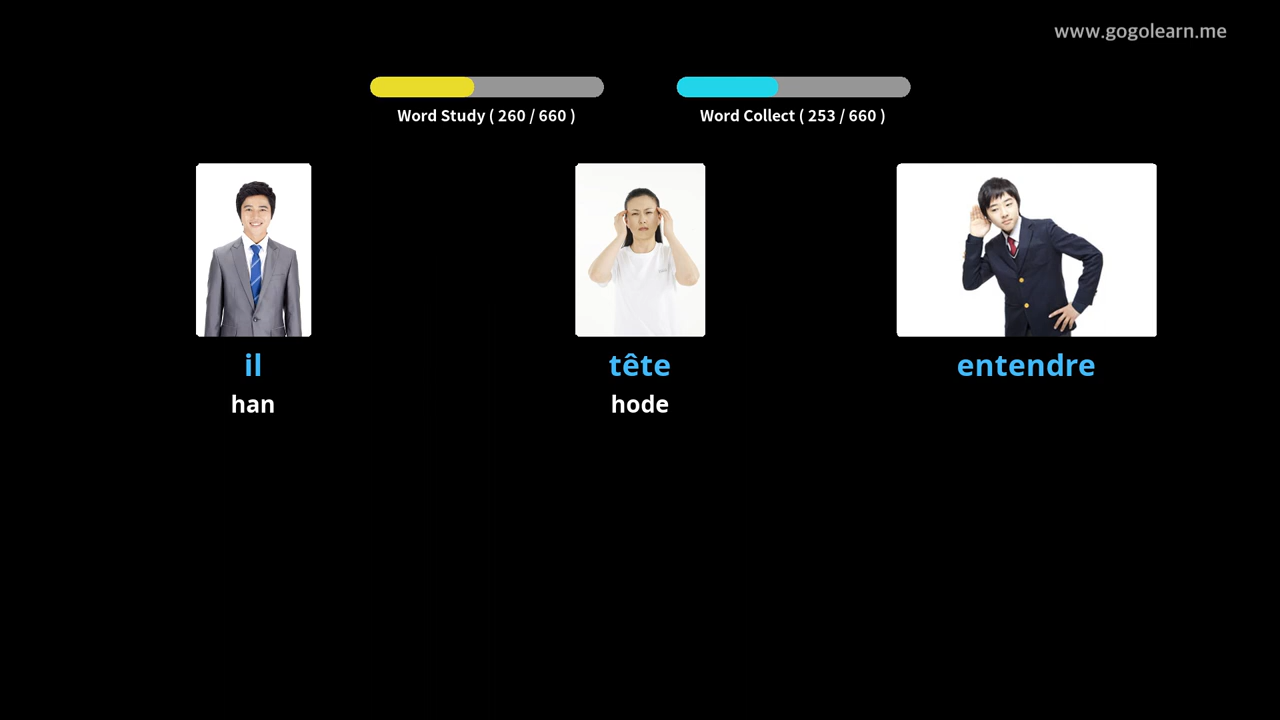 www.gogolearn.me
Word Study ( 260 / 660 )
Word Collect ( 253 / 660 )
il
tête
entendre
han
hode